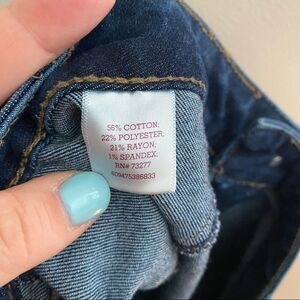 56% COTTON;
22% POLYESTER;
21% RAYON;
1% SPANDEX;
RN# 73277
609475386833